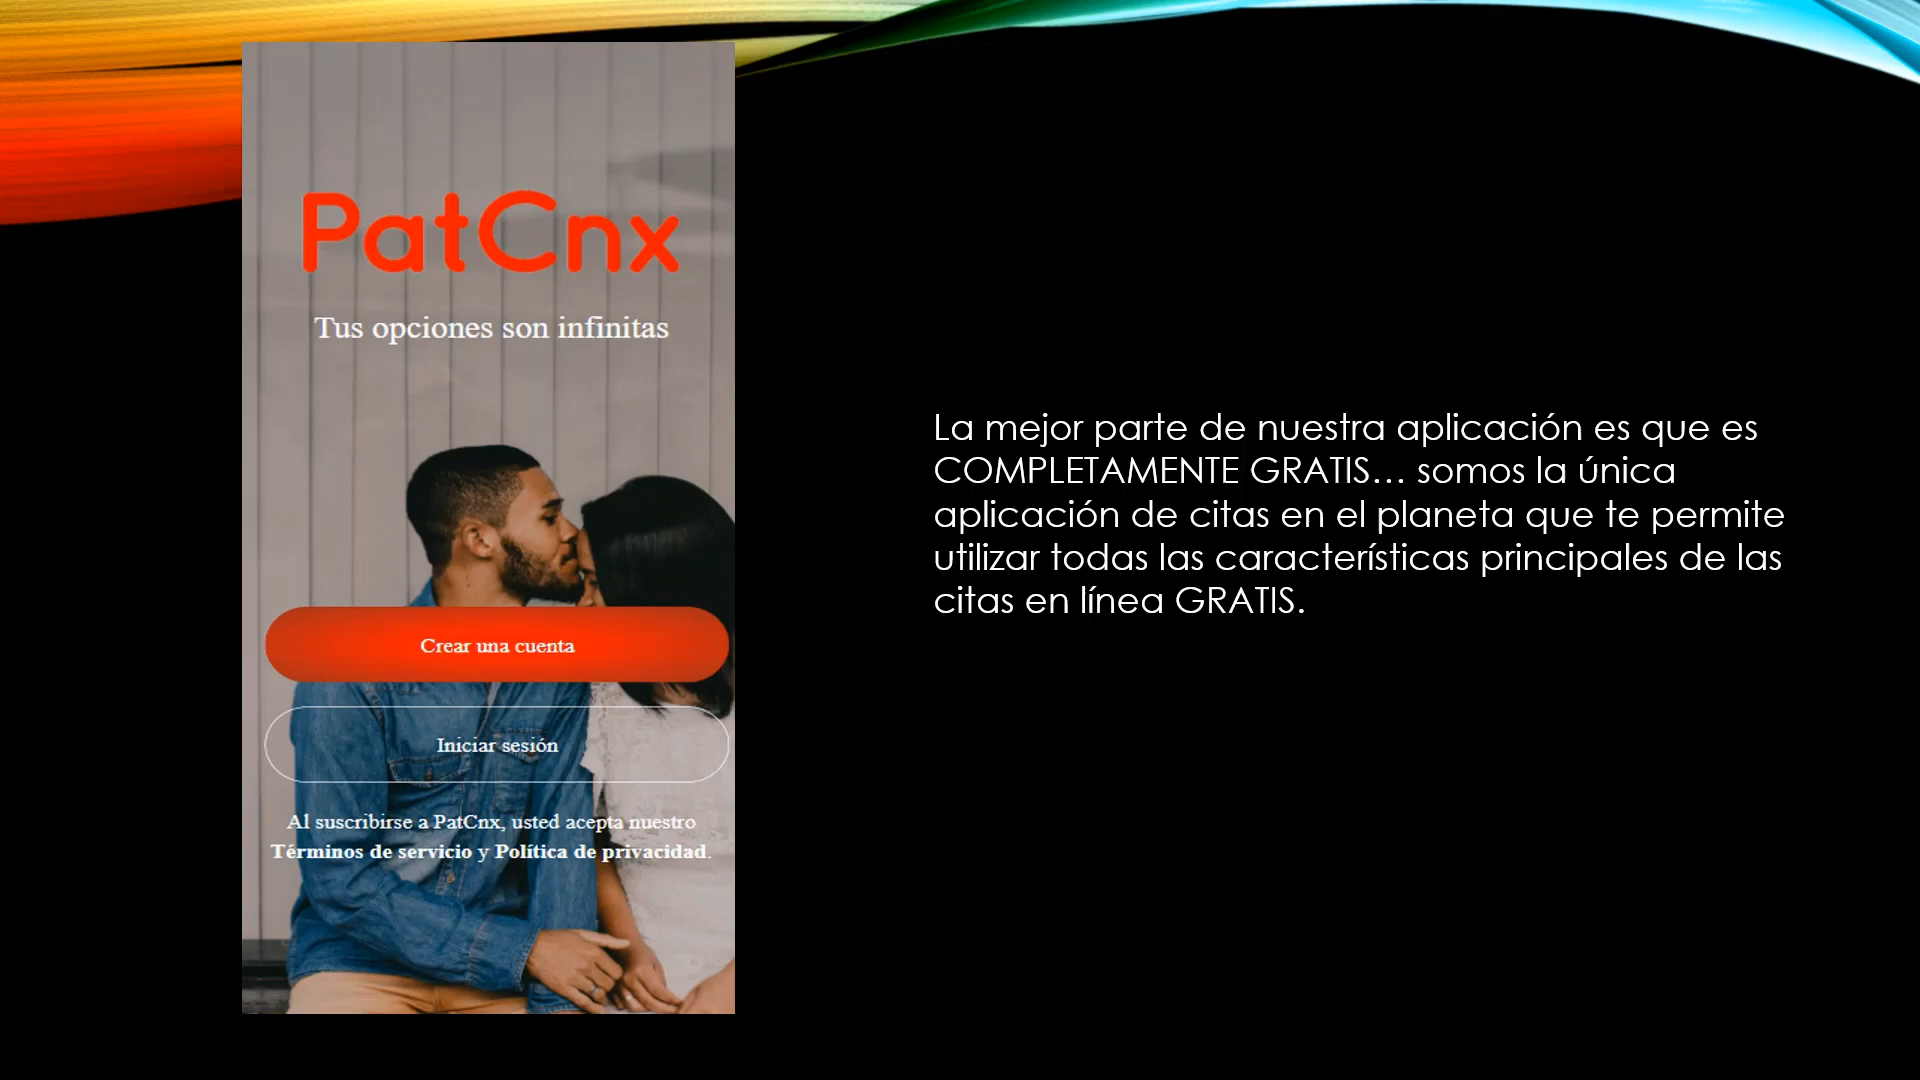 PatCnx
Tus opciones son infinitas
Crear una cuenta
Iniciar sesión
Al suscribirse a PatCnx, usted acepta nuestro
Términos de servicio y Política de privacidad.
La mejor parte de nuestra aplicación es que es
COMPLETAMENTE GRATIS… somos la única
aplicación de citas en el planeta que te permite
utilizar todas las características principales de las
citas en línea GRATIS.